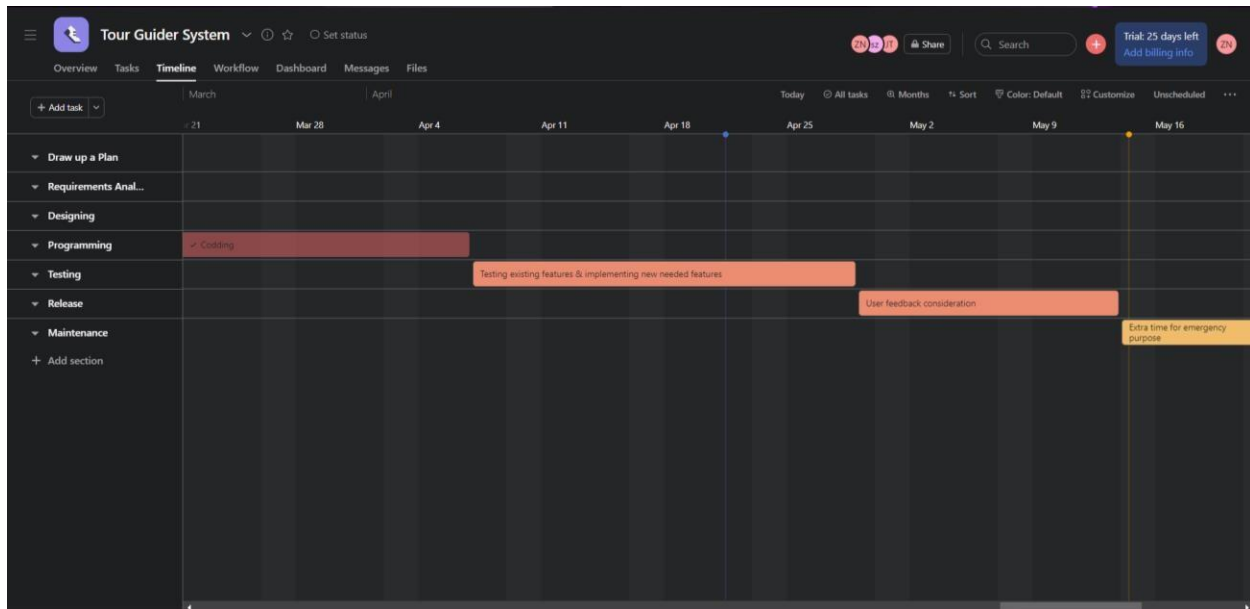 Tour Guider System
Set status
ZN
sz
JT
Share
Search
Trial: 25 days left
Add billing info
ZN
Overview Tasks Timeline Workflow Dashboard Messages Files
+ Add task
March
April
Today All tasks Months Sort Color: Default Customize Unscheduled ...
21 Mar 28 Apr 4 Apr 11 Apr 18 Apr 25 May 2 May 9 May 16
Draw up a Plan
Requirements Anal...
Designing
Programming
✓ Codding
Testing
Testing existing features & implementing new needed features
Release
User feedback consideration
Maintenance
Extra time for emergency
purpose
+ Add section